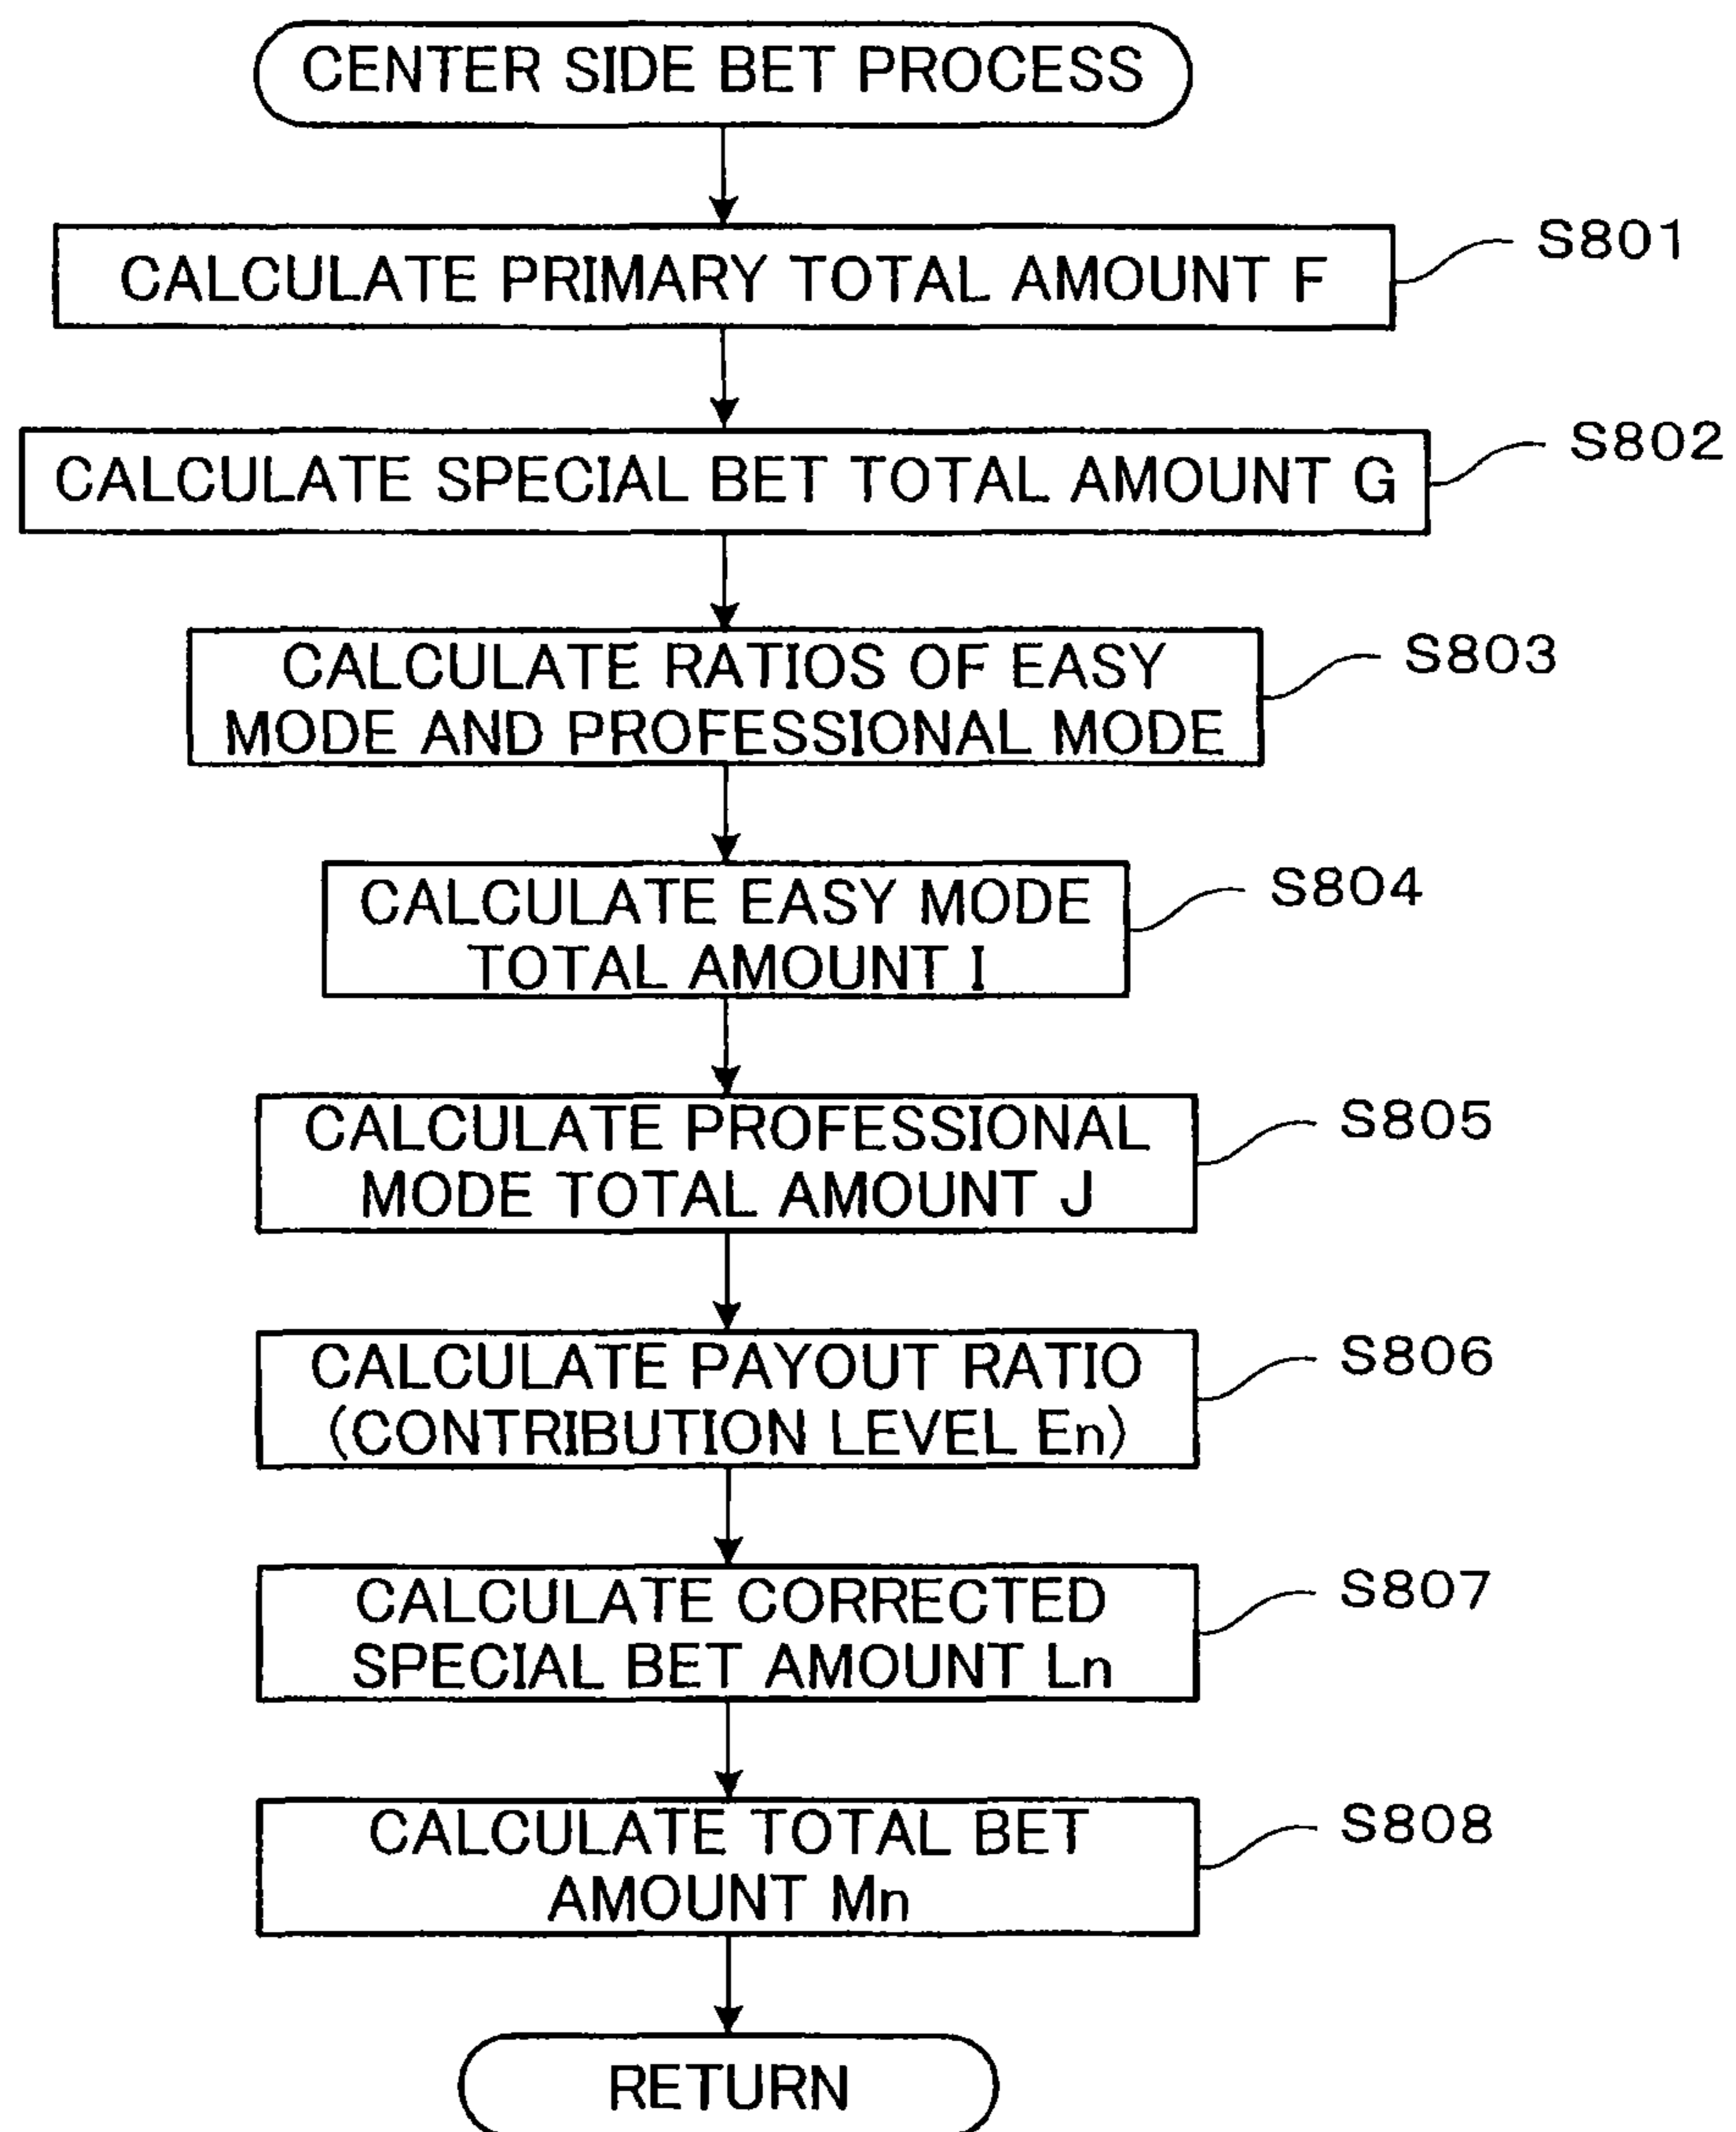 CENTER SIDE BET PROCESS
CALCULATE PRIMARY TOTAL AMOUNT F
S801
CALCULATE SPECIAL BET TOTAL AMOUNT G
S802
CALCULATE RATIOS OF EASY
MODE AND PROFESSIONAL MODE
S803
CALCULATE EASY MODE
TOTAL AMOUNT I
S804
CALCULATE PROFESSIONAL
MODE TOTAL AMOUNT J
S805
CALCULATE PAYOUT RATIO
(CONTRIBUTION LEVEL En)
S806
CALCULATE CORRECTED
SPECIAL BET AMOUNT Ln
S807
CALCULATE TOTAL BET
AMOUNT Mn
S808
RETURN